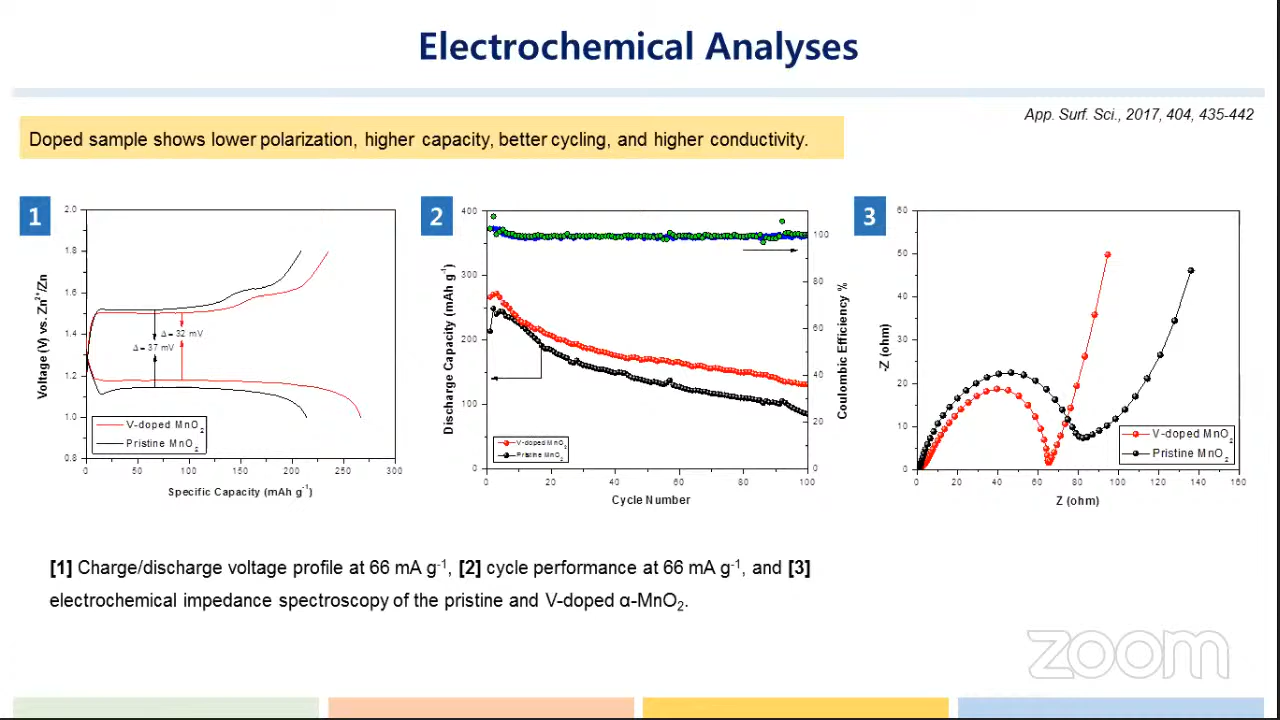 Electrochemical Analyses
App. Surf. Sci., 2017, 404, 435-442
Doped sample shows lower polarization, higher capacity, better cycling, and higher conductivity.
1
2.0
1.8
1.6
1.4
1.2
1.0
0.8
Voltage (V) vs. Zn²⁺/Zn
Δ = 32 mV
Δ = 37 mV
V-doped MnO₂
Pristine MnO₂
0
50
100
150
200
250
300
Specific Capacity (mAh g⁻¹)
2
400
300
200
100
0
Discharge Capacity (mAh g⁻¹)
100
80
60
40
20
0
Coulombic Efficiency %
V-doped MnO₂
Pristine MnO₂
0
20
40
60
80
100
Cycle Number
3
60
50
40
30
20
10
0
-Z (ohm)
V-doped MnO₂
Pristine MnO₂
0
20
40
60
80
100
120
140
160
Z (ohm)
[1] Charge/discharge voltage profile at 66 mA g⁻¹, [2] cycle performance at 66 mA g⁻¹, and [3]
electrochemical impedance spectroscopy of the pristine and V-doped α-MnO₂.
zoom